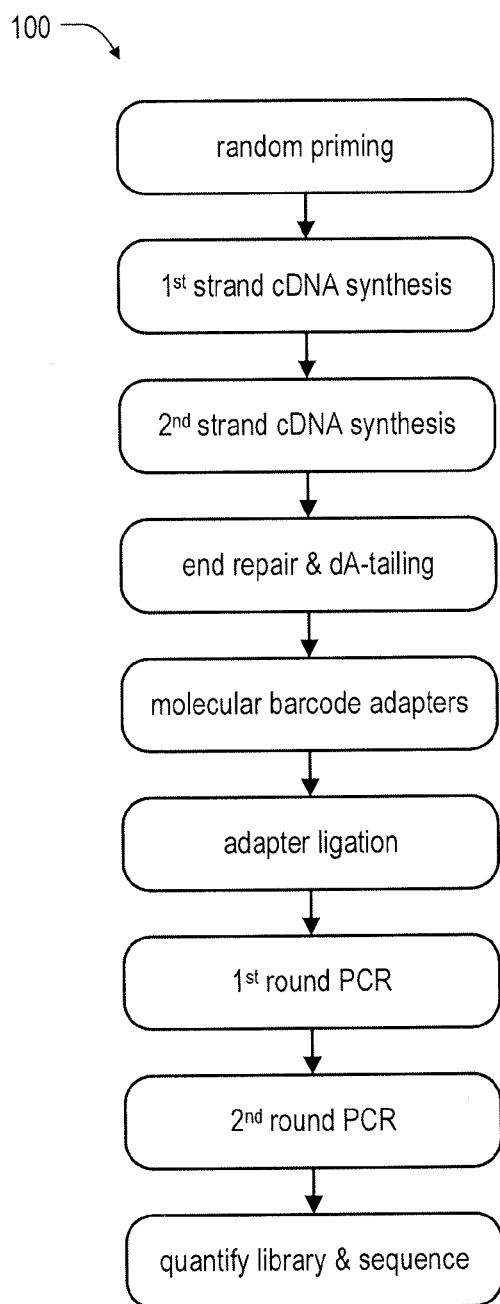 100
random priming
1st strand cDNA synthesis
2nd strand cDNA synthesis
end repair & dA-tailing
molecular barcode adapters
adapter ligation
1st round PCR
2nd round PCR
quantify library & sequence